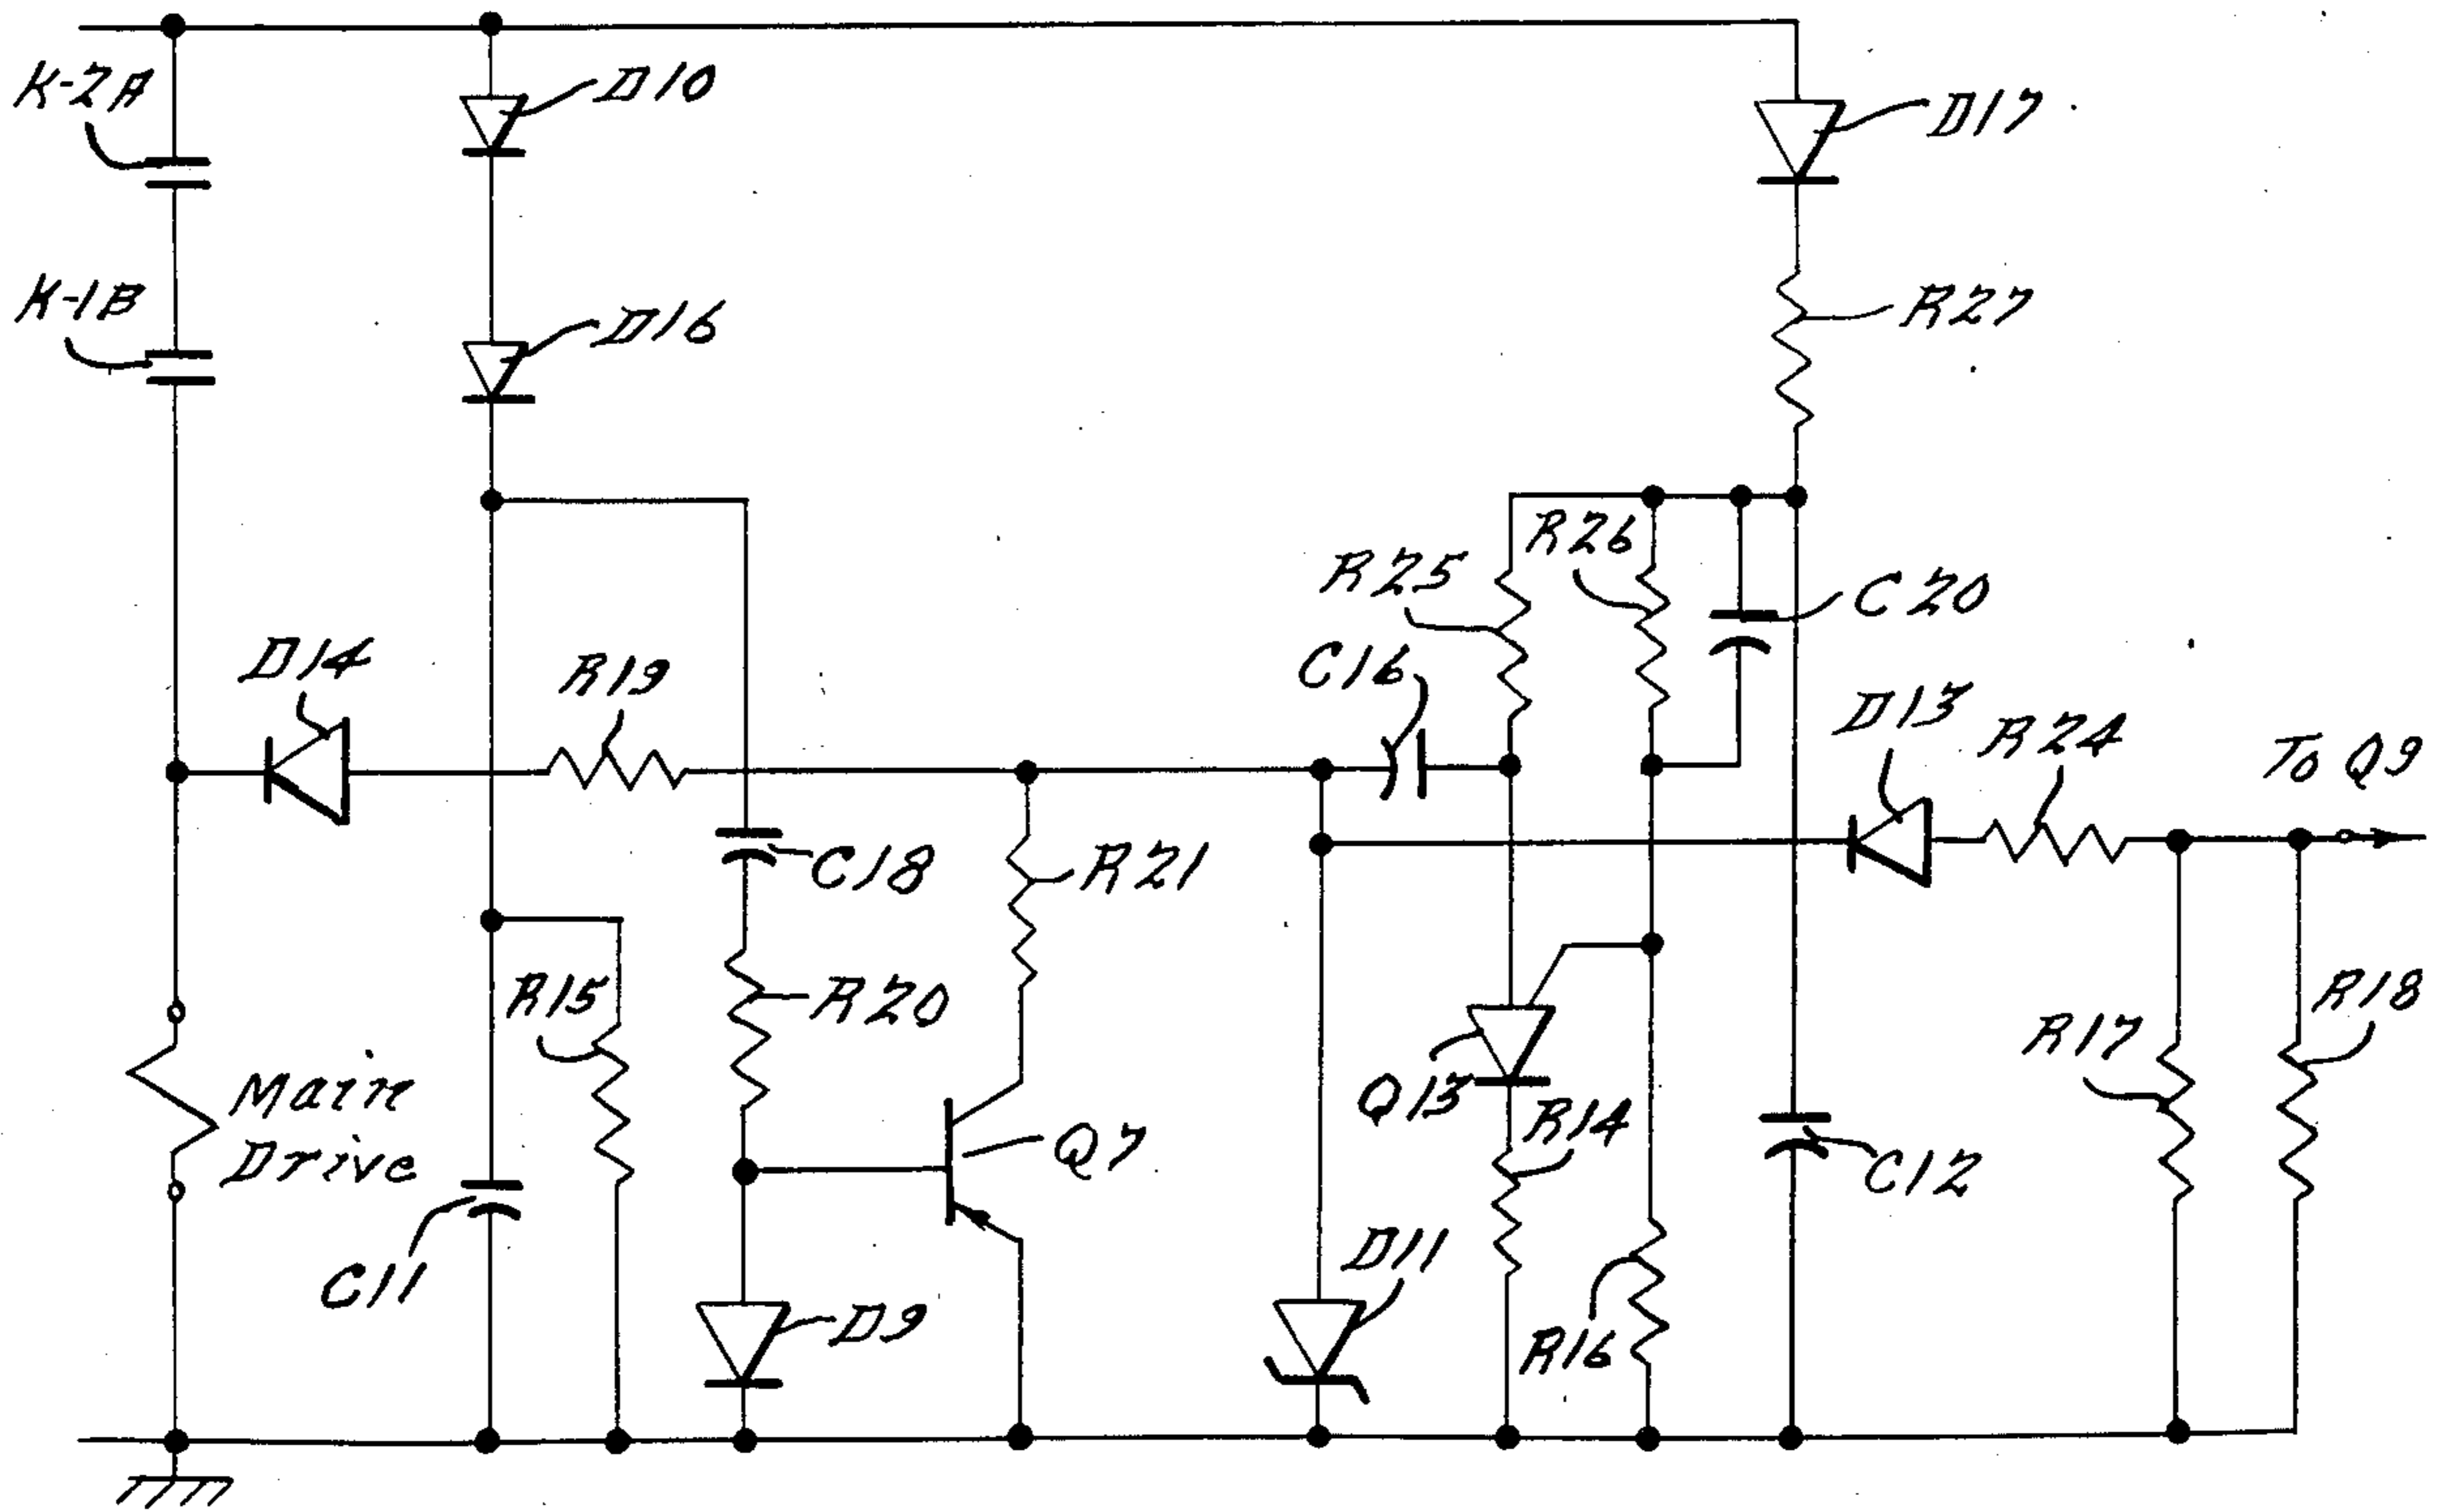 K-2A
D10
D17
K-1B
D16
R27
R26
R25
C20
C16
D14
R19
D13
R24
To Q9
C18
R21
R15
R20
R18
R17
Main
Drive
Q13
R14
Q7
C12
C11
D9
D11
R16